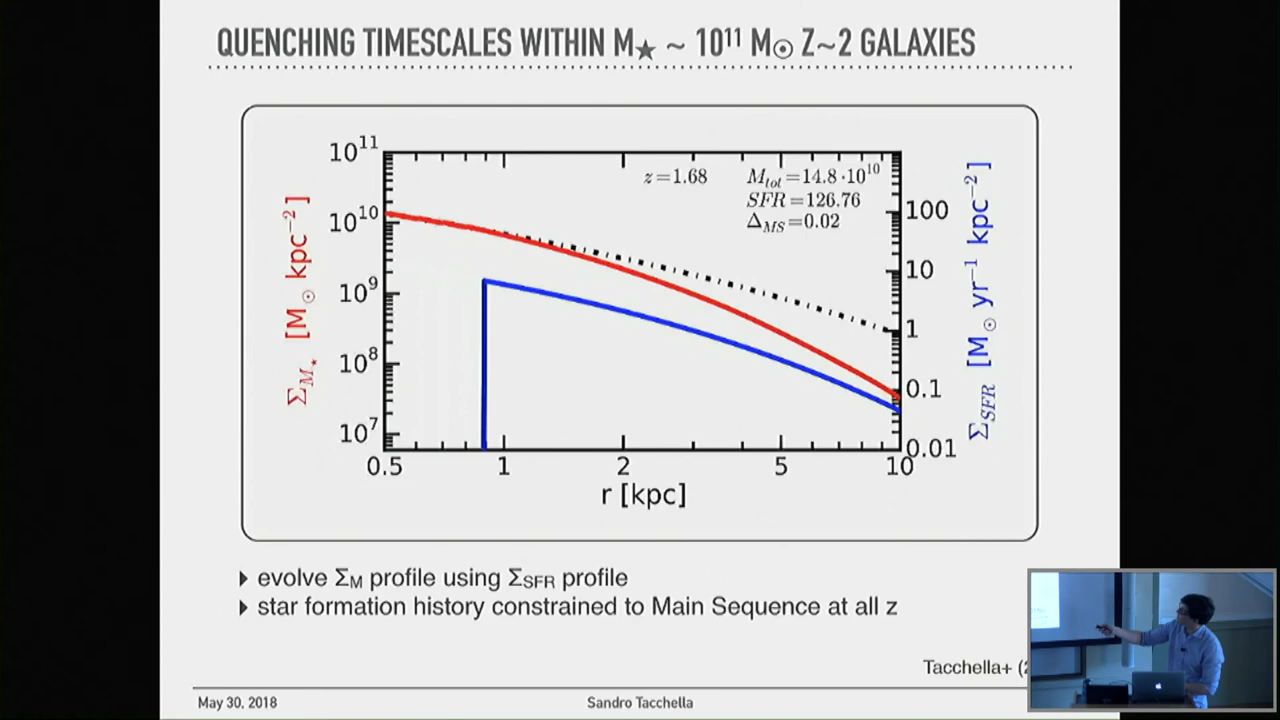 QUENCHING TIMESCALES WITHIN M★ ~ 10¹¹ M⊙ Z~2 GALAXIES
10¹¹
10¹⁰
10⁹
10⁸
10⁷
Σ_M⋆ [M⊙ kpc⁻²]
z=1.68
M_tot=14.8·10¹⁰
SFR=126.76
Δ_MS=0.02
100
10
1
0.1
0.01
Σ_SFR [M⊙ yr⁻¹ kpc⁻²]
0.5 1 2 5 10
r [kpc]
evolve Σ_M profile using Σ_SFR profile
star formation history constrained to Main Sequence at all z
Tacchella+
May 30, 2018 Sandro Tacchella